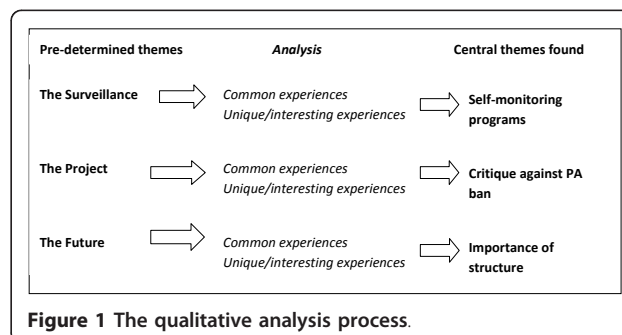 Pre-determined themes Analysis Central themes found
The Surveillance Common experiences Self-monitoring
Unique/interesting experiences programs
The Project Common experiences Critique against PA
Unique/interesting experiences ban
The Future Common experiences Importance of
Unique/interesting experiences structure
Figure 1 The qualitative analysis process.